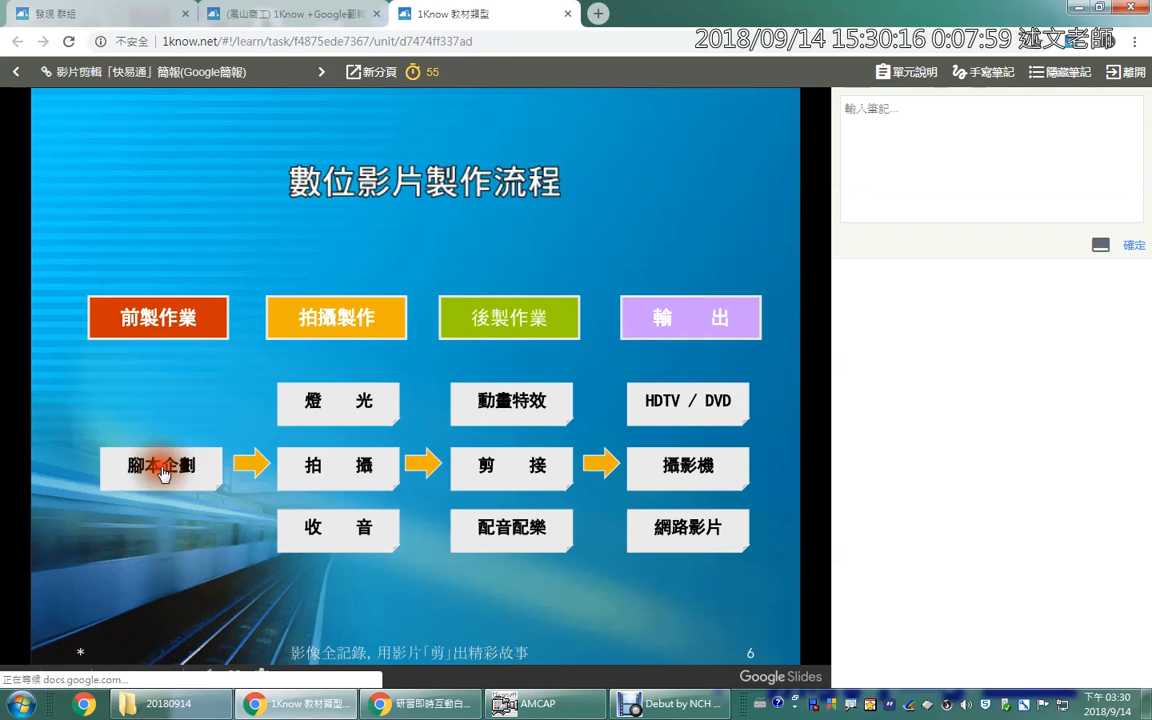 發現 群組
(鳳山商工) 1Know +Google翻
1Know 教材類型
不安全
1know.net/#!/learn/task/f4875ede7367/unit/d7474ff337ad
2018/09/14 15:30:16 0:07:59 述文老師
影片剪輯「快易通」簡報(Google簡報)
新分頁
55
單元說明
手寫筆記
隱藏筆記
離開
輸入筆記...
確定
數位影片製作流程
前製作業
拍攝製作
後製作業
輸 出
燈 光
動畫特效
HDTV / DVD
腳本企劃
拍 攝
剪 接
攝影機
收 音
配音配樂
網路影片
*
影像全記錄, 用影片「剪」出精彩故事
6
正在等候 docs.google.com...
Google Slides
20180914
1Know 教材類型...
研習即時互動白...
AMCAP
Debut by NCH ...
下午 03:30
2018/9/14